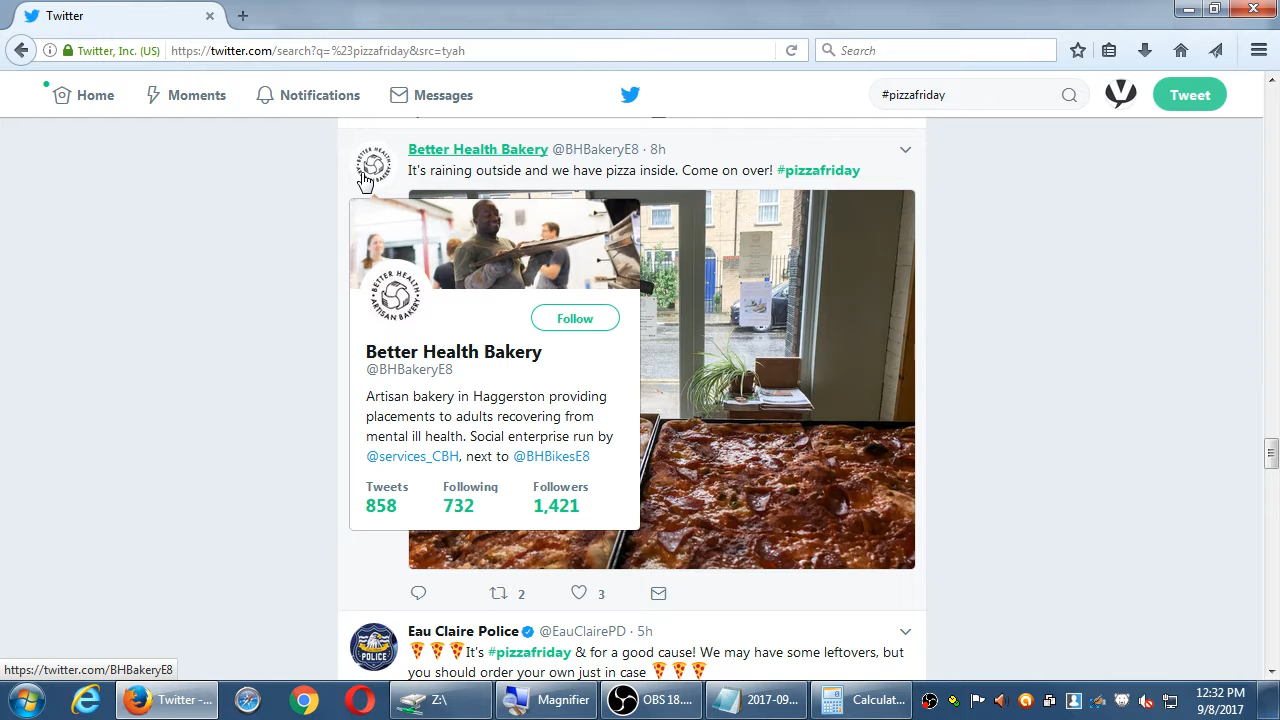 Twitter
Twitter, Inc. (US)
https://twitter.com/search?q=%23pizzafriday&src=tyah
Search
Home
Moments
Notifications
Messages
#pizzafriday
Tweet
Better Health Bakery @BHBakeryE8 · 8h
It's raining outside and we have pizza inside. Come on over! #pizzafriday
BETTER HEALTH
ARTISAN BAKERY
Follow
Better Health Bakery
@BHBakeryE8
Artisan bakery in Haggerston providing
placements to adults recovering from
mental ill health. Social enterprise run by
@services_CBH, next to @BHBikesE8
Tweets Following Followers
858 732 1,421
2 3
Eau Claire Police @EauClairePD · 5h
It's #pizzafriday & for a good cause! We may have some leftovers, but
you should order your own just in case
POLICE
https://twitter.com/BHBakeryE8
Twitter -...
Z:\
Magnifier
OBS 18....
2017-09...
Calculat...
12:32 PM
9/8/2017